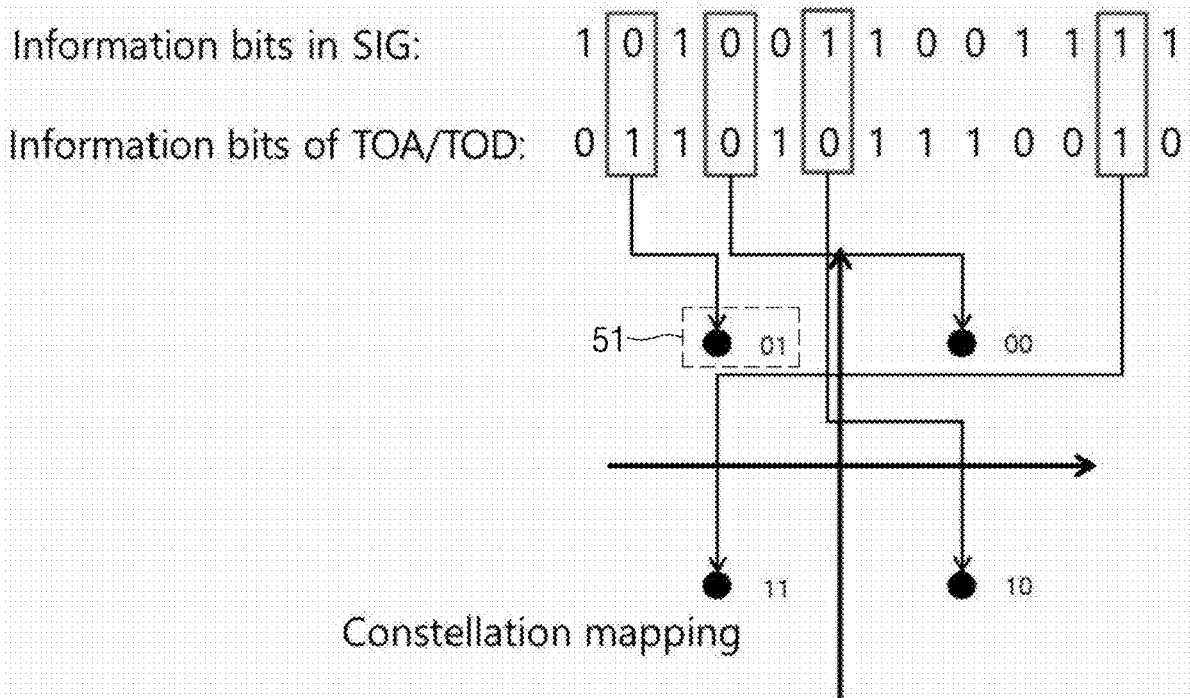 Information bits in SIG: 1 0 1 0 0 1 1 0 0 1 1 1 1
Information bits of TOA/TOD: 0 1 1 0 1 0 1 1 1 0 0 1 0
51 01 00
11 10
Constellation mapping